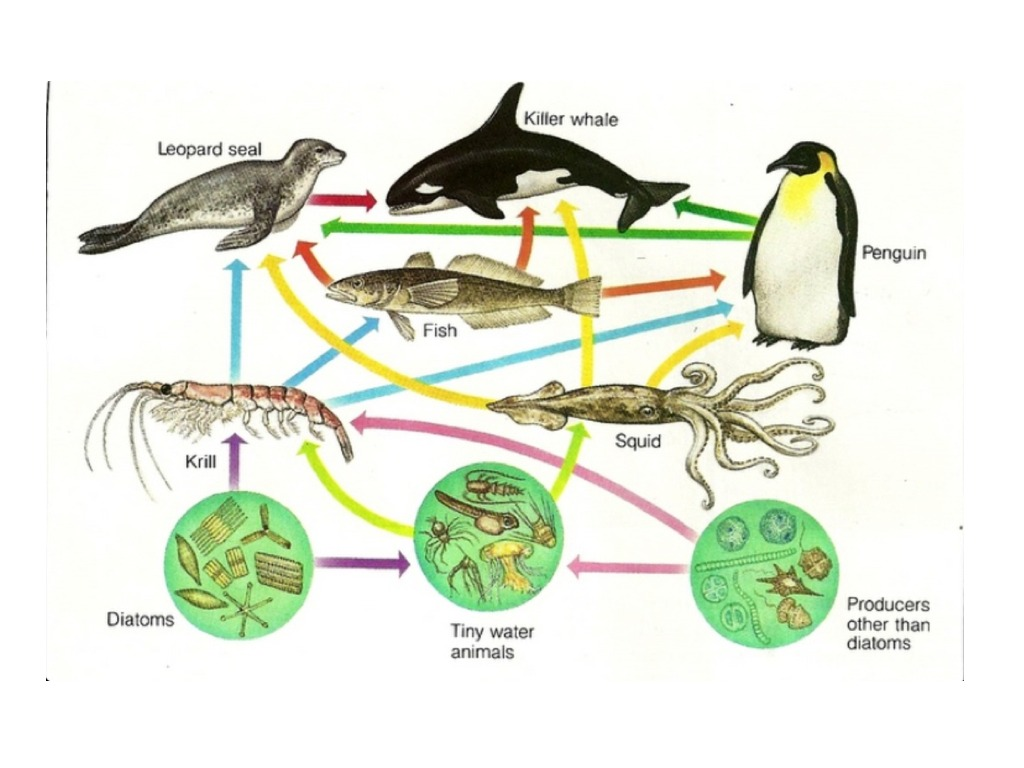 Killer whale
Leopard seal
Penguin
Fish
Squid
Krill
Diatoms
Tiny water
animals
Producers
other than
diatoms